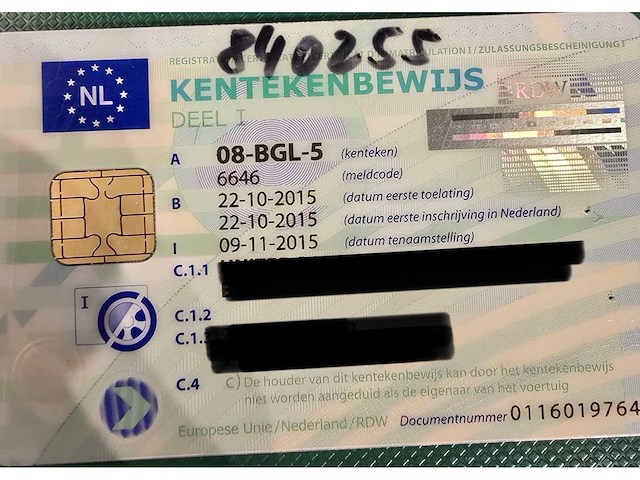 840255
REGISTRA
MATRICULATION I / ZULASSUNGSBESCHEINIGUNG I
NL
KENTEKENBEWIJS
RDW
DEEL I
A 08-BGL-5 (kenteken)
6646 (meldcode)
B 22-10-2015 (datum eerste toelating)
22-10-2015 (datum eerste inschrijving in Nederland)
I 09-11-2015 (datum tenaamstelling)
C.1.1
I
C.1.2
C.1.
C.4 C) De houder van dit kentekenbewijs kan door het kentekenbewijs
niet worden aangeduid als de eigenaar van het voertuig
Europese Unie/Nederland/RDW Documentnummer 0116019764